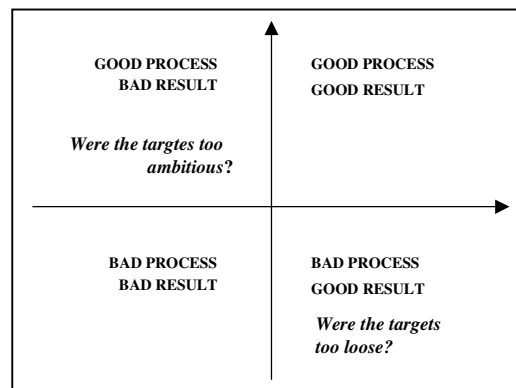 GOOD PROCESS
BAD RESULT
Were the targtes too
ambitious?
GOOD PROCESS
GOOD RESULT
BAD PROCESS
BAD RESULT
BAD PROCESS
GOOD RESULT
Were the targets
too loose?